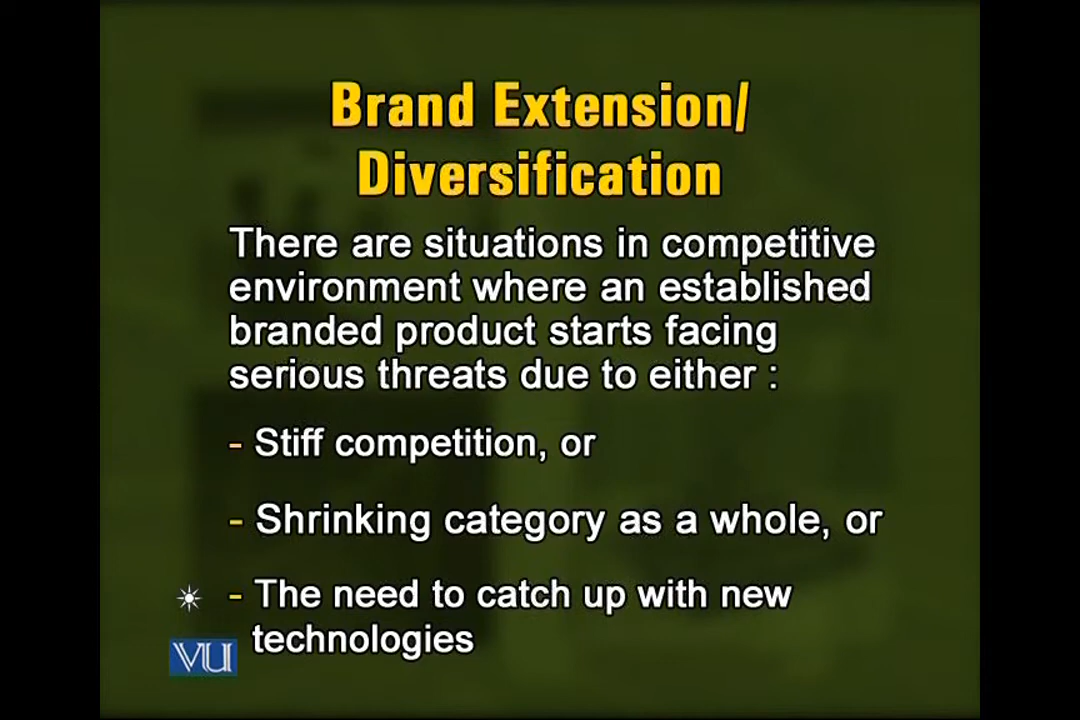 Brand Extension/
Diversification
There are situations in competitive
environment where an established
branded product starts facing
serious threats due to either :
- Stiff competition, or
- Shrinking category as a whole, or
- The need to catch up with new
technologies
VU